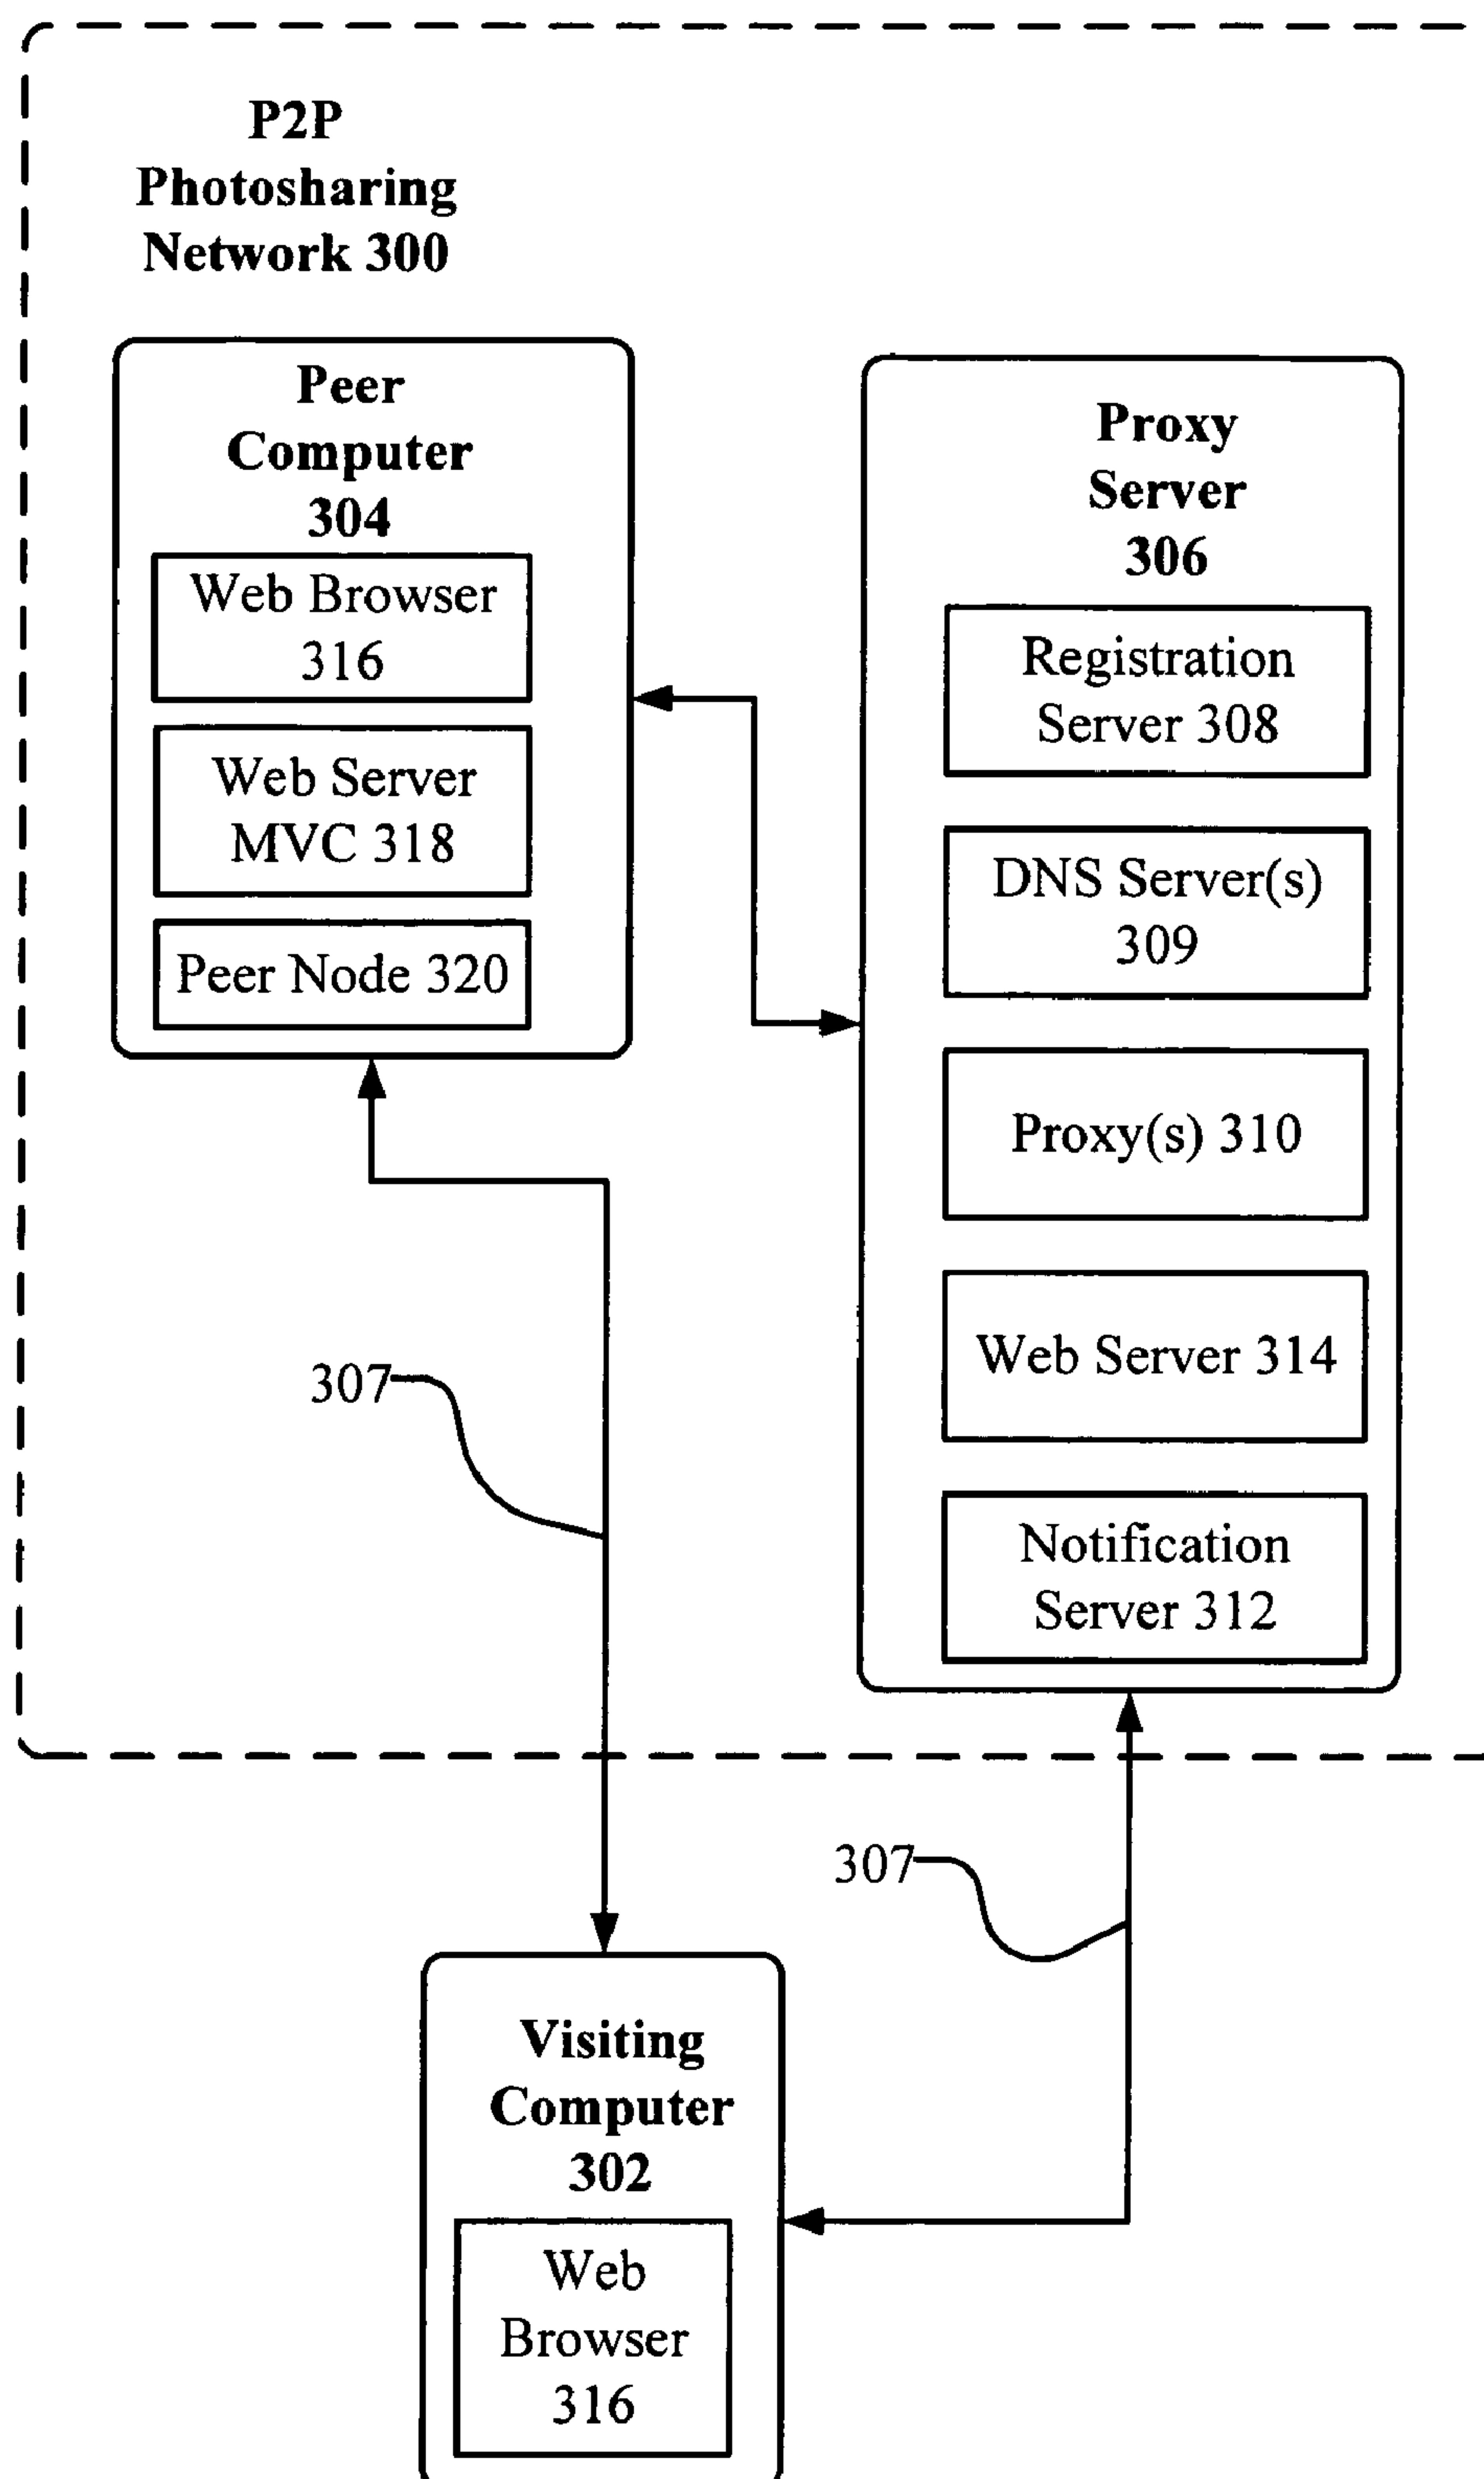 P2P
Photosharing
Network 300
Peer
Computer
304
Web Browser
316
Web Server
MVC 318
Peer Node 320
Proxy
Server
306
Registration
Server 308
DNS Server(s)
309
Proxy(s) 310
Web Server 314
Notification
Server 312
307
307
Visiting
Computer
302
Web
Browser
316